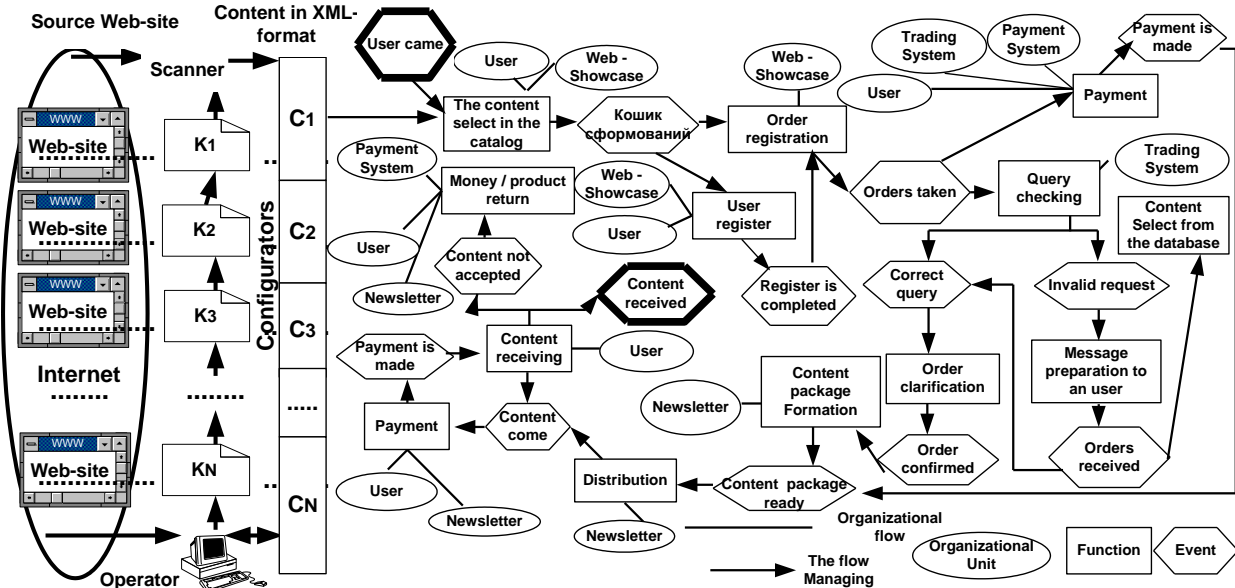 Source Web-site
Content in XML-
format
Scanner
WWW
Web-site
WWW
Web-site
WWW
Web-site
Internet
WWW
Web-site
Operator
K1
K2
K3
KN
Configurators
C1
C2
C3
.....
CN
User came
User
Web -
Showcase
The content
select in the
catalog
Кошик
сформований
Web -
Showcase
Order
registration
Trading
System
Payment
System
User
Payment is
made
Payment
Payment
System
Money / product
return
User
Newsletter
Content not
accepted
Web -
Showcase
User
User
register
Register is
completed
Orders taken
Query
checking
Trading
System
Content
Select from
the database
Correct
query
Invalid request
Content
received
Payment is
made
Content
receiving
User
Order
clarification
Message
preparation to
an user
Newsletter
Content
package
Formation
Payment
Content
come
Order
confirmed
Orders
received
User
Newsletter
Distribution
Content package
ready
Newsletter
Organizational
flow
The flow
Managing
Organizational
Unit
Function
Event